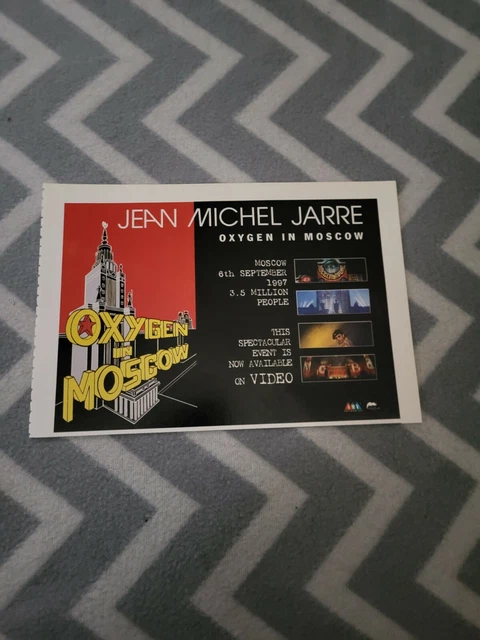 JEAN MICHEL JARRE
OXYGEN IN MOSCOW
MOSCOW
6th SEPTEMBER
1997
3.5 MILLION
PEOPLE
THIS
SPECTACULAR
EVENT IS
NOW AVAILABLE
ON VIDEO
OXYGEN
IN
MOSCOW